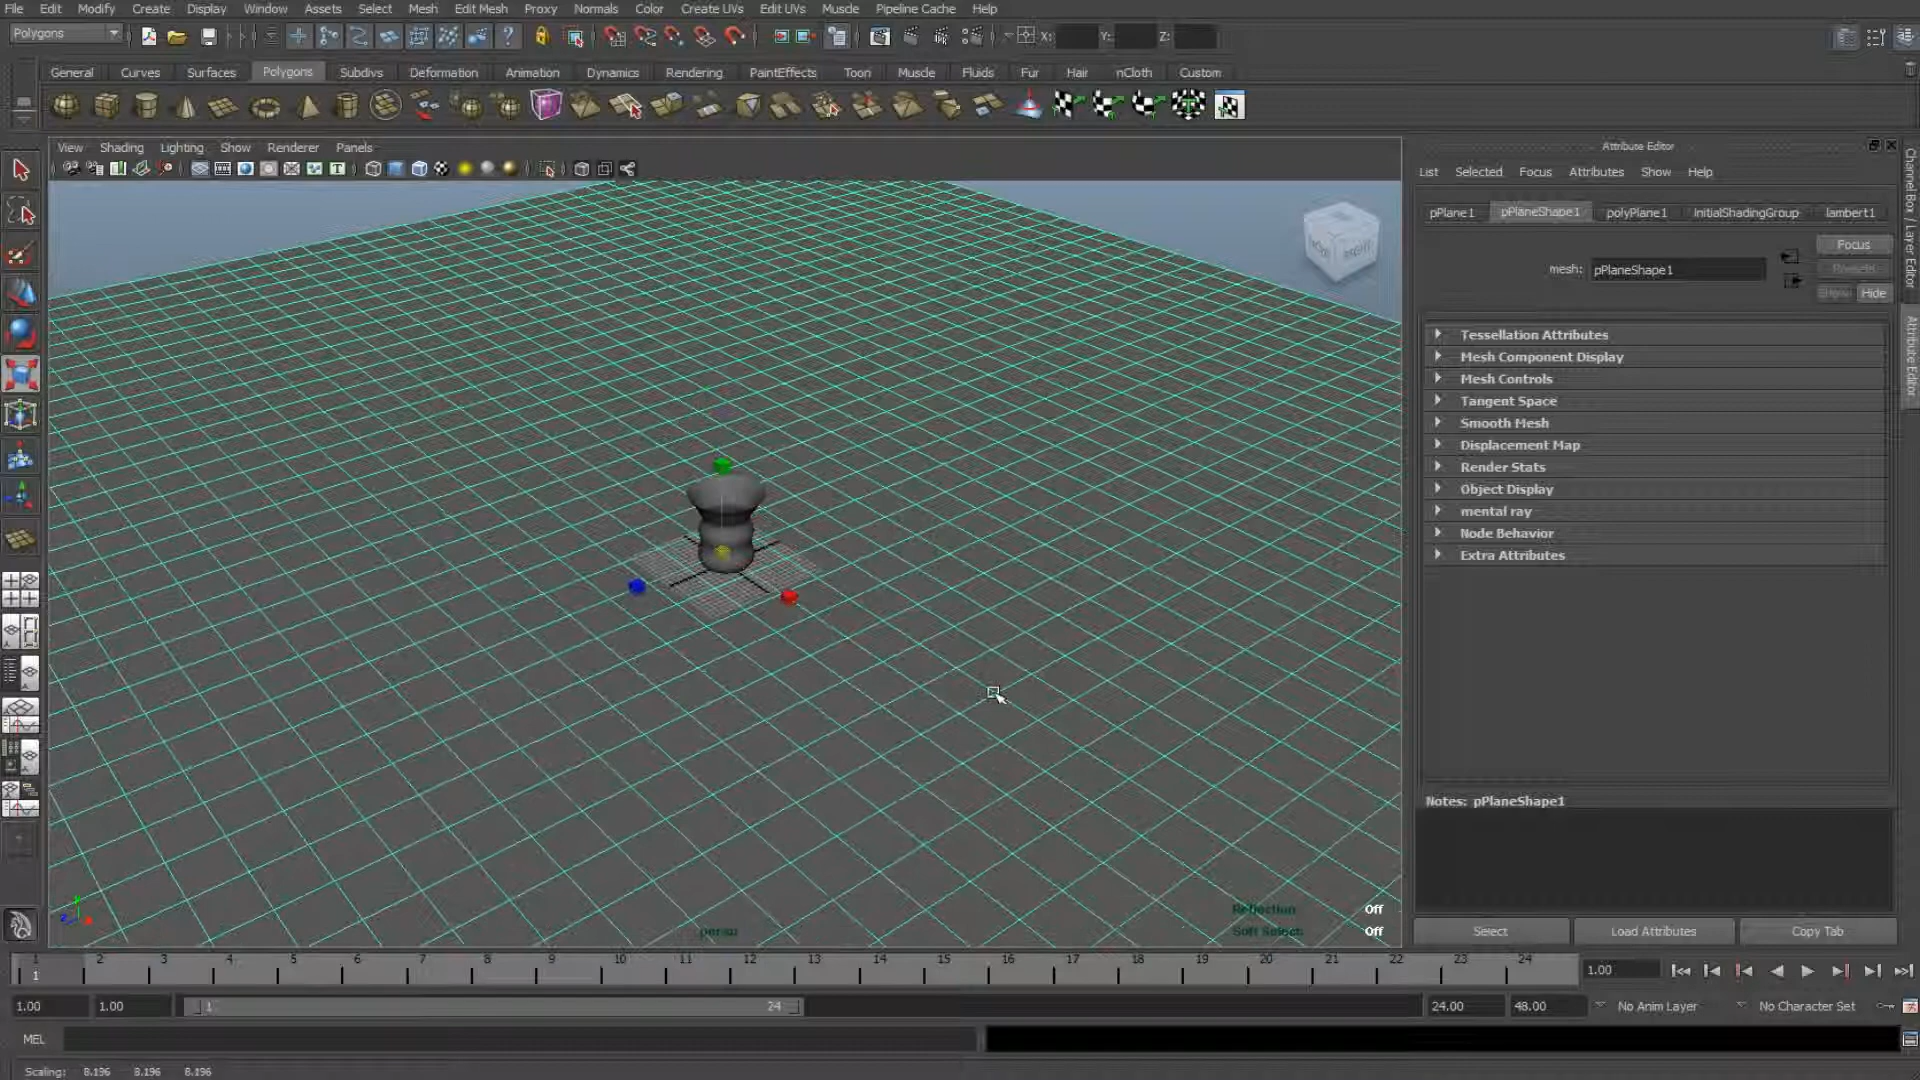 File Edit Modify Create Display Window Assets Select Mesh Edit Mesh Proxy Normals Color Create UVs Edit UVs Muscle Pipeline Cache Help
Polygons X: Y: Z:
General Curves Surfaces Polygons Subdivs Deformation Animation Dynamics Rendering PaintEffects Toon Muscle Fluids Fur Hair nCloth Custom
View Shading Lighting Show Renderer Panels
Attribute Editor
List Selected Focus Attributes Show Help
pPlane1 pPlaneShape1 polyPlane1 initialShadingGroup lambert1
Focus
mesh: pPlaneShape1
Presets
Show Hide
Tessellation Attributes
Mesh Component Display
Mesh Controls
Tangent Space
Smooth Mesh
Displacement Map
Render Stats
Object Display
mental ray
Node Behavior
Extra Attributes
Notes: pPlaneShape1
Select Load Attributes Copy Tab
Channel Box / Layer Editor
Attribute Editor
Reflection Off
Soft Select: Off
persp
y
z x
1 2 3 4 5 6 7 8 9 10 11 12 13 14 15 16 17 18 19 20 21 22 23 24
1 1.00
1.00 1.00 1 24 24.00 48.00 No Anim Layer No Character Set
MEL
Scaling: 8.196 8.196 8.196